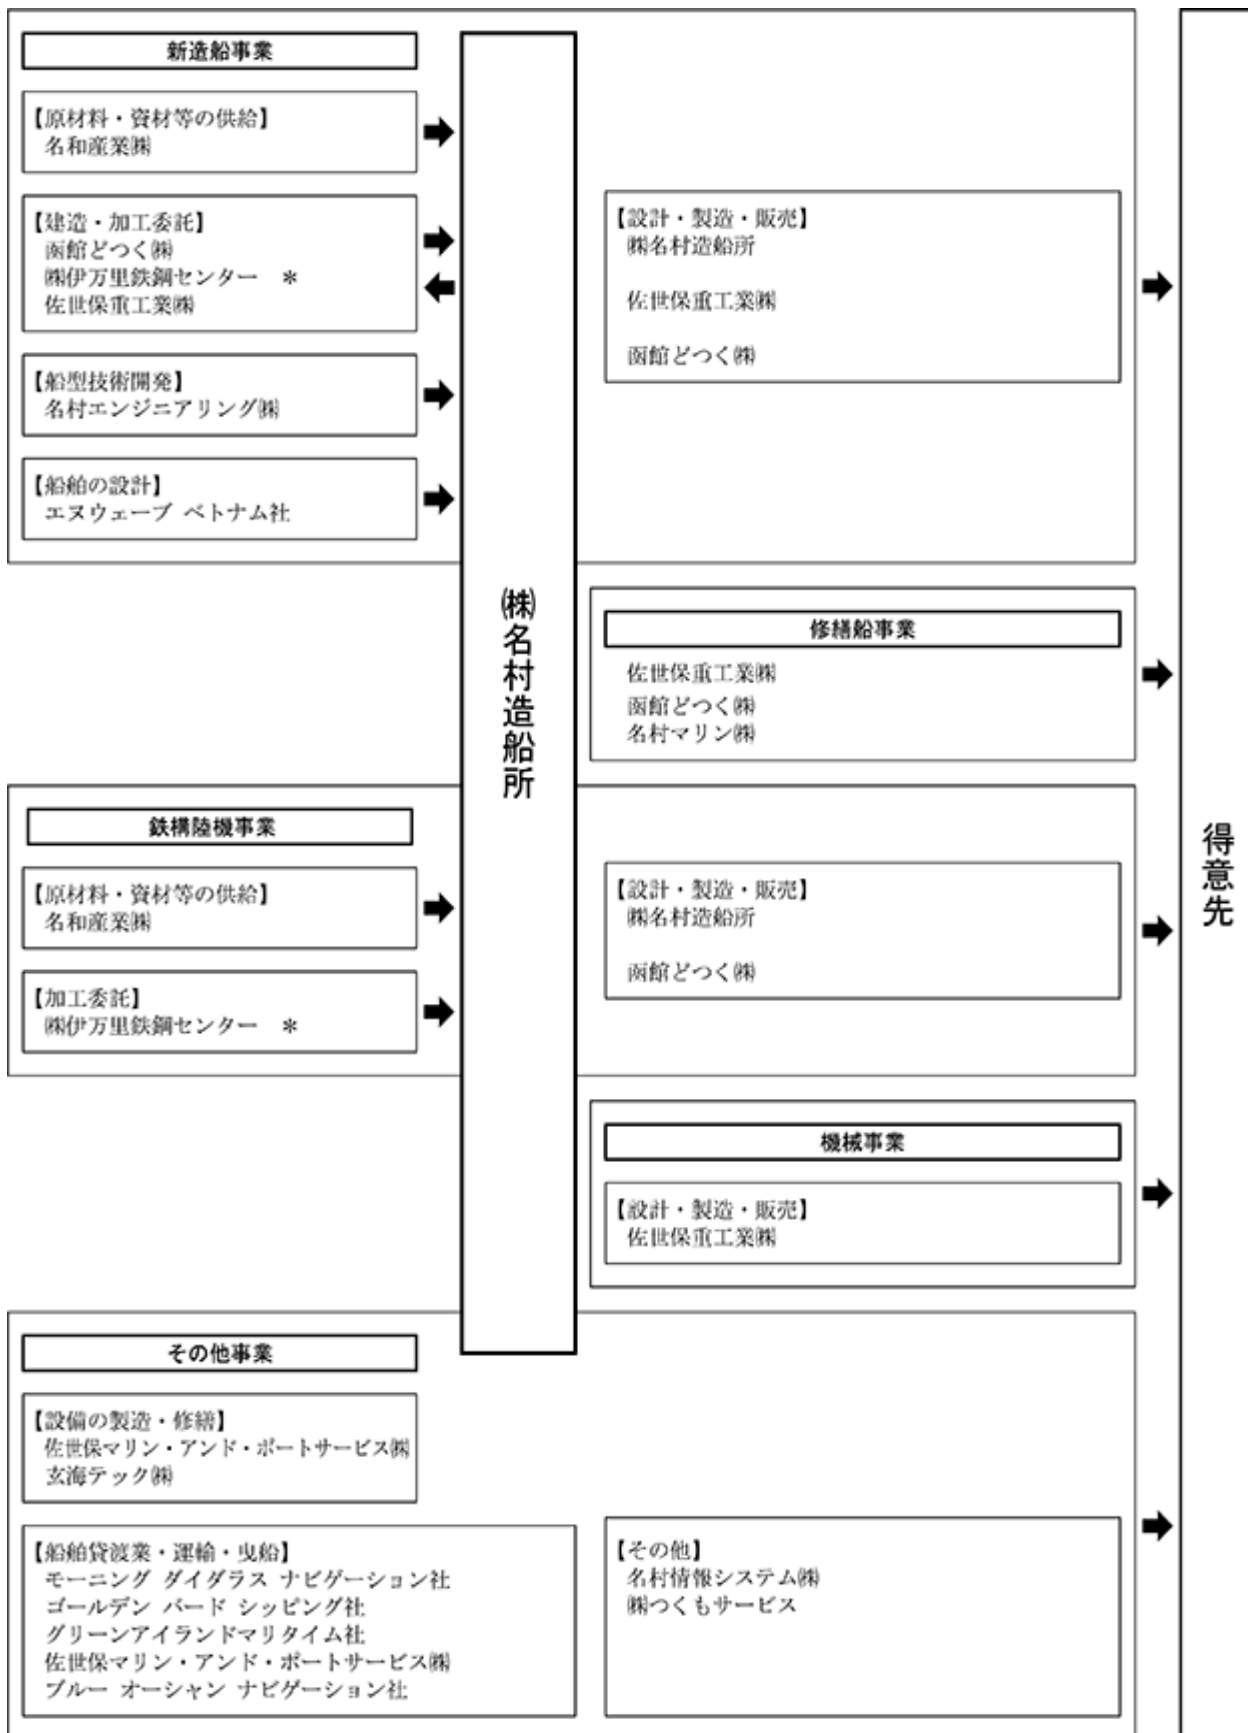 新造船事業
【原材料・資材等の供給】
名和産業㈱
【建造・加工委託】
函館どつく㈱
㈱伊万里鉄鋼センター　＊
佐世保重工業㈱
【船型技術開発】
名村エンジニアリング㈱
【船舶の設計】
エヌウェーブ ベトナム社
㈱名村造船所
【設計・製造・販売】
㈱名村造船所
佐世保重工業㈱
函館どつく㈱
修繕船事業
佐世保重工業㈱
函館どつく㈱
名村マリン㈱
鉄構陸機事業
【原材料・資材等の供給】
名和産業㈱
【加工委託】
㈱伊万里鉄鋼センター　＊
【設計・製造・販売】
㈱名村造船所
函館どつく㈱
機械事業
【設計・製造・販売】
佐世保重工業㈱
その他事業
【設備の製造・修繕】
佐世保マリン・アンド・ポートサービス㈱
玄海テック㈱
【船舶貸渡業・運輸・曳船】
モーニング ダイダラス ナビゲーション社
ゴールデン バード シッピング社
グリーンアイランドマリタイム社
佐世保マリン・アンド・ポートサービス㈱
ブルー オーシャン ナビゲーション社
【その他】
名村情報システム㈱
㈱つくもサービス
得意先